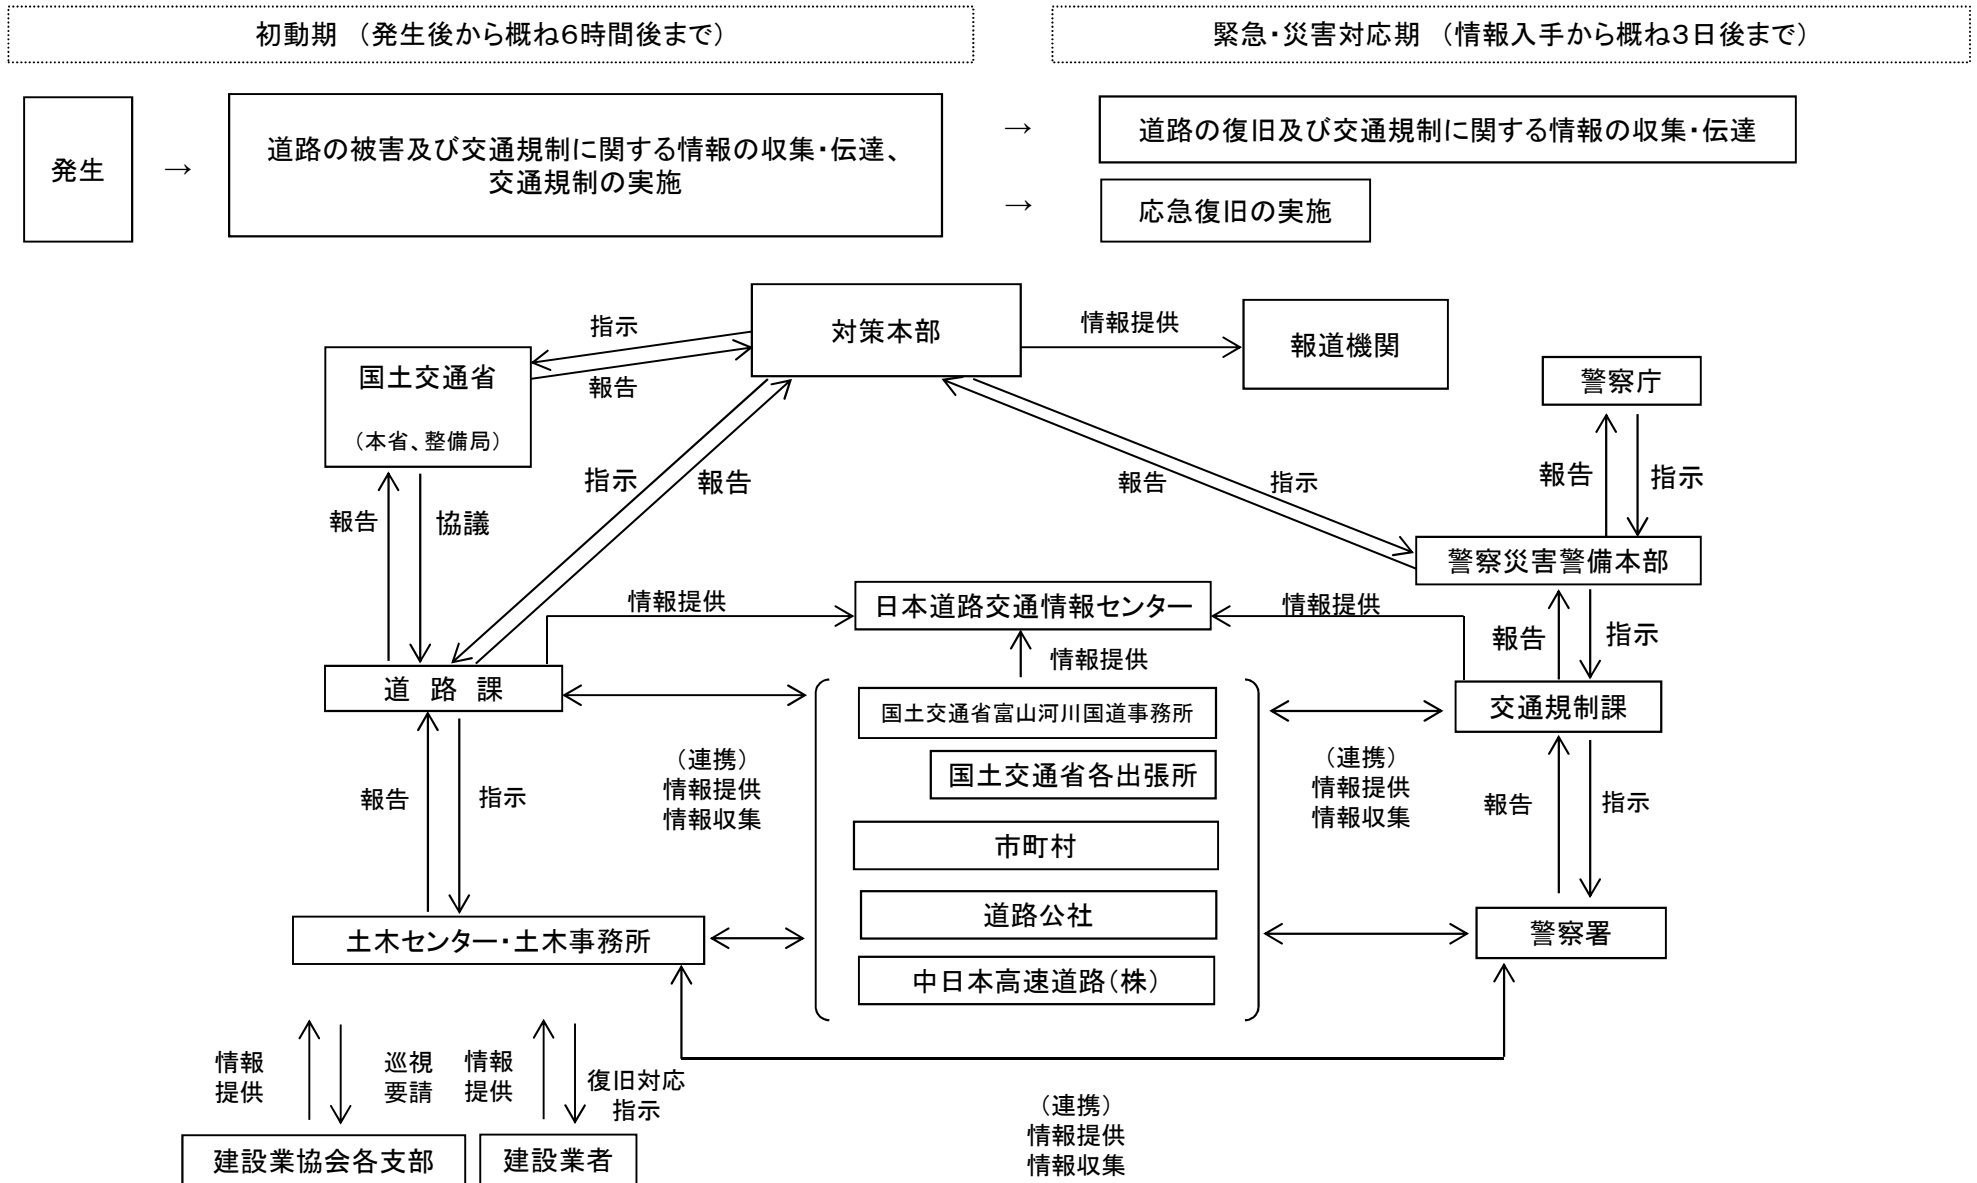 初動期 （発生後から概ね６時間後まで）
緊急・災害対応期 （情報入手から概ね３日後まで）
発生
→
道路の被害及び交通規制に関する情報の収集・伝達、
交通規制の実施
→
道路の復旧及び交通規制に関する情報の収集・伝達
→
応急復旧の実施
対策本部
指示
報告
情報提供
報道機関
国土交通省
（本省、整備局）
警察庁
報告
指示
指示
報告
報告
指示
報告
協議
警察災害警備本部
情報提供
日本道路交通情報センター
情報提供
報告
指示
情報提供
道 路 課
国土交通省富山河川国道事務所
交通規制課
国土交通省各出張所
（連携）
情報提供
情報収集
（連携）
情報提供
情報収集
報告
指示
報告
指示
市町村
道路公社
土木センター・土木事務所
警察署
中日本高速道路（株）
情報
提供
巡視
要請
情報
提供
復旧対応
指示
（連携）
情報提供
情報収集
建設業協会各支部
建設業者